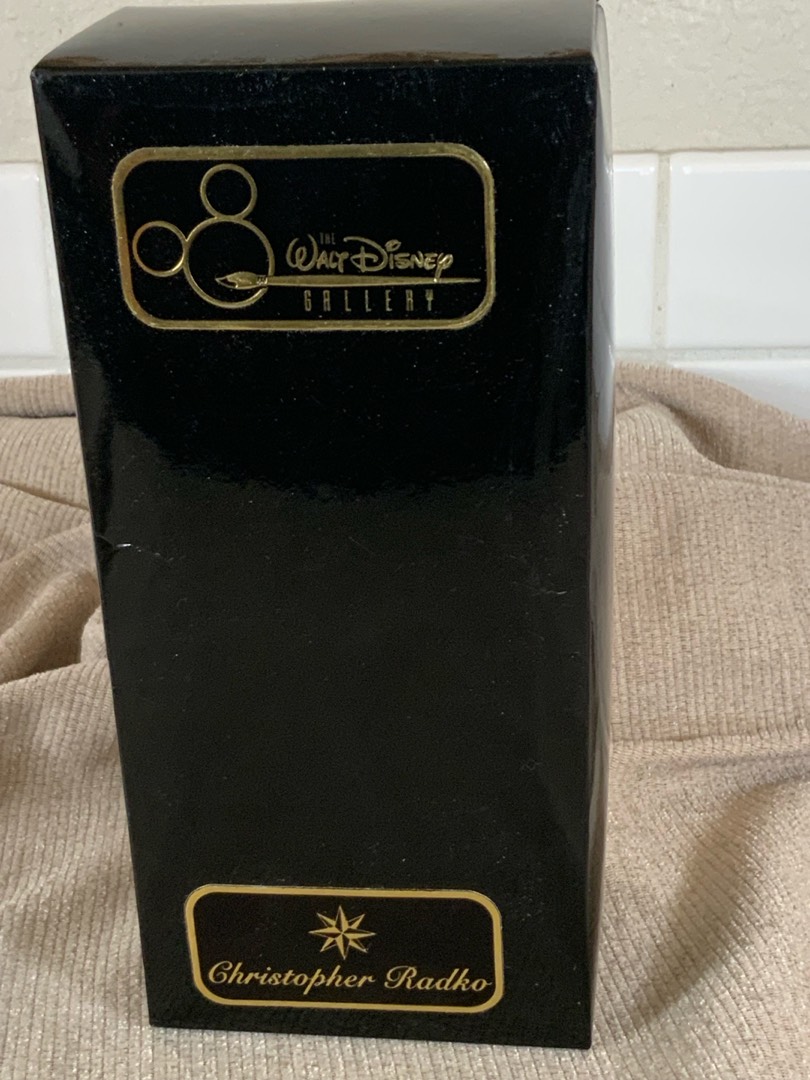 THE
WALT DISNEY
GALLERY
Christopher Radko